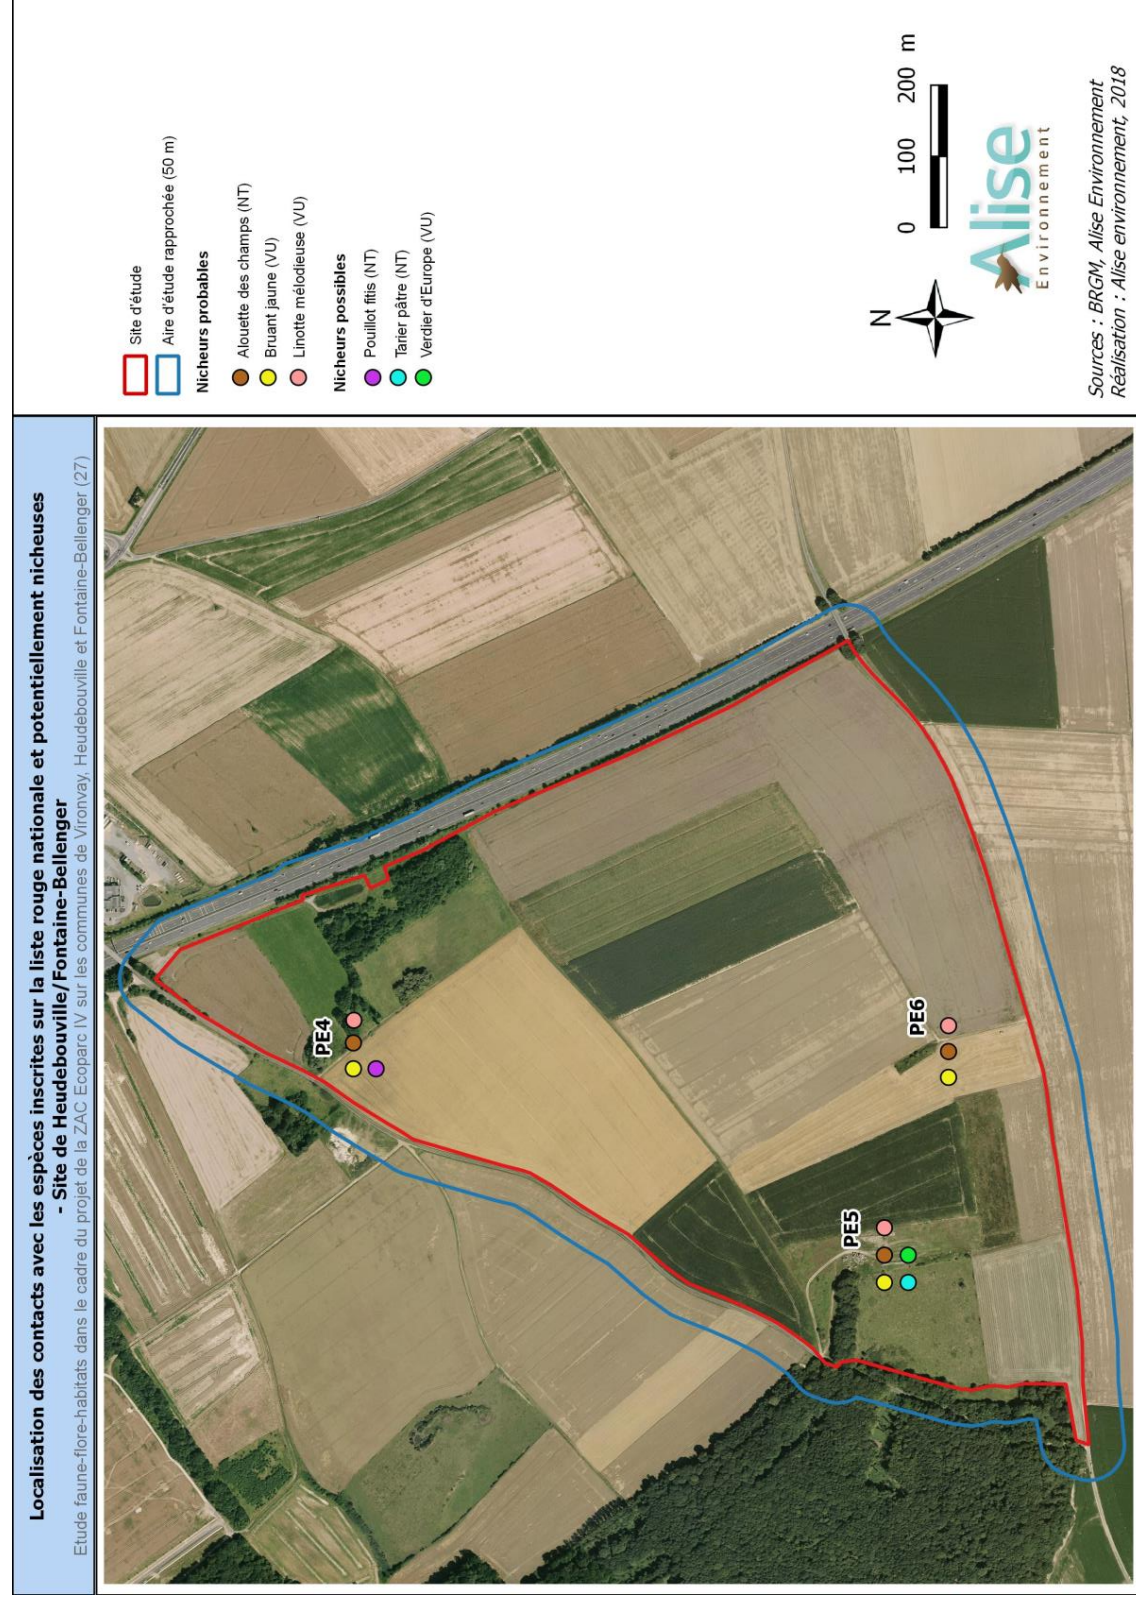 Localisation des contacts avec les espèces inscrites sur la liste rouge nationale et potentiellement nicheuses
- Site de Heudebouville/Fontaine-Bellenger
Etude faune-flore-habitats dans le cadre du projet de la ZAC Ecoparc IV sur les communes de Vironvay, Heudebouville et Fontaine-Bellenger (27)
PE4
PE5
PE6
Site d'étude
Aire d'étude rapprochée (50 m)
Nicheurs probables
Alouette des champs (NT)
Bruant jaune (VU)
Linotte mélodieuse (VU)
Nicheurs possibles
Pouillot fitis (NT)
Tarier pâtre (NT)
Verdier d'Europe (VU)
N
0 100 200 m
Alise
Environnement
Sources : BRGM, Alise Environnement
Réalisation : Alise environnement, 2018